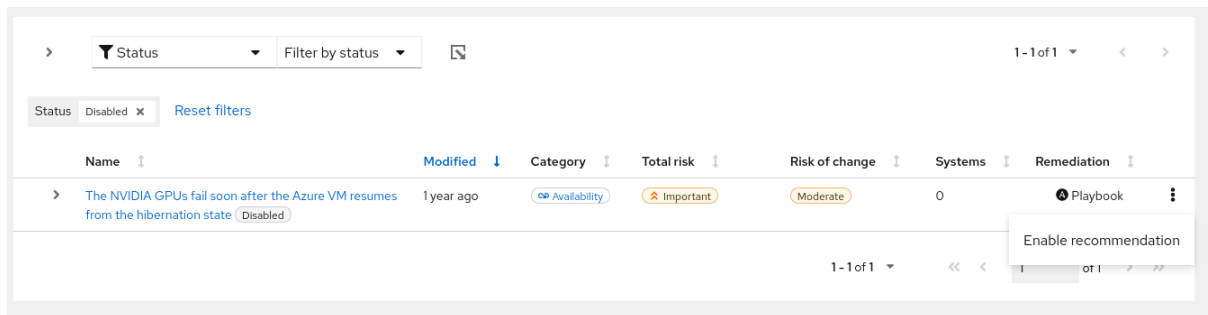 Status Filter by status 1 - 1 of 1
Status Disabled Reset filters
Name Modified Category Total risk Risk of change Systems Remediation
The NVIDIA GPUs fail soon after the Azure VM resumes 1 year ago Availability Important Moderate 0 Playbook
from the hibernation state Disabled
Enable recommendation
1 - 1 of 1 1 of 1